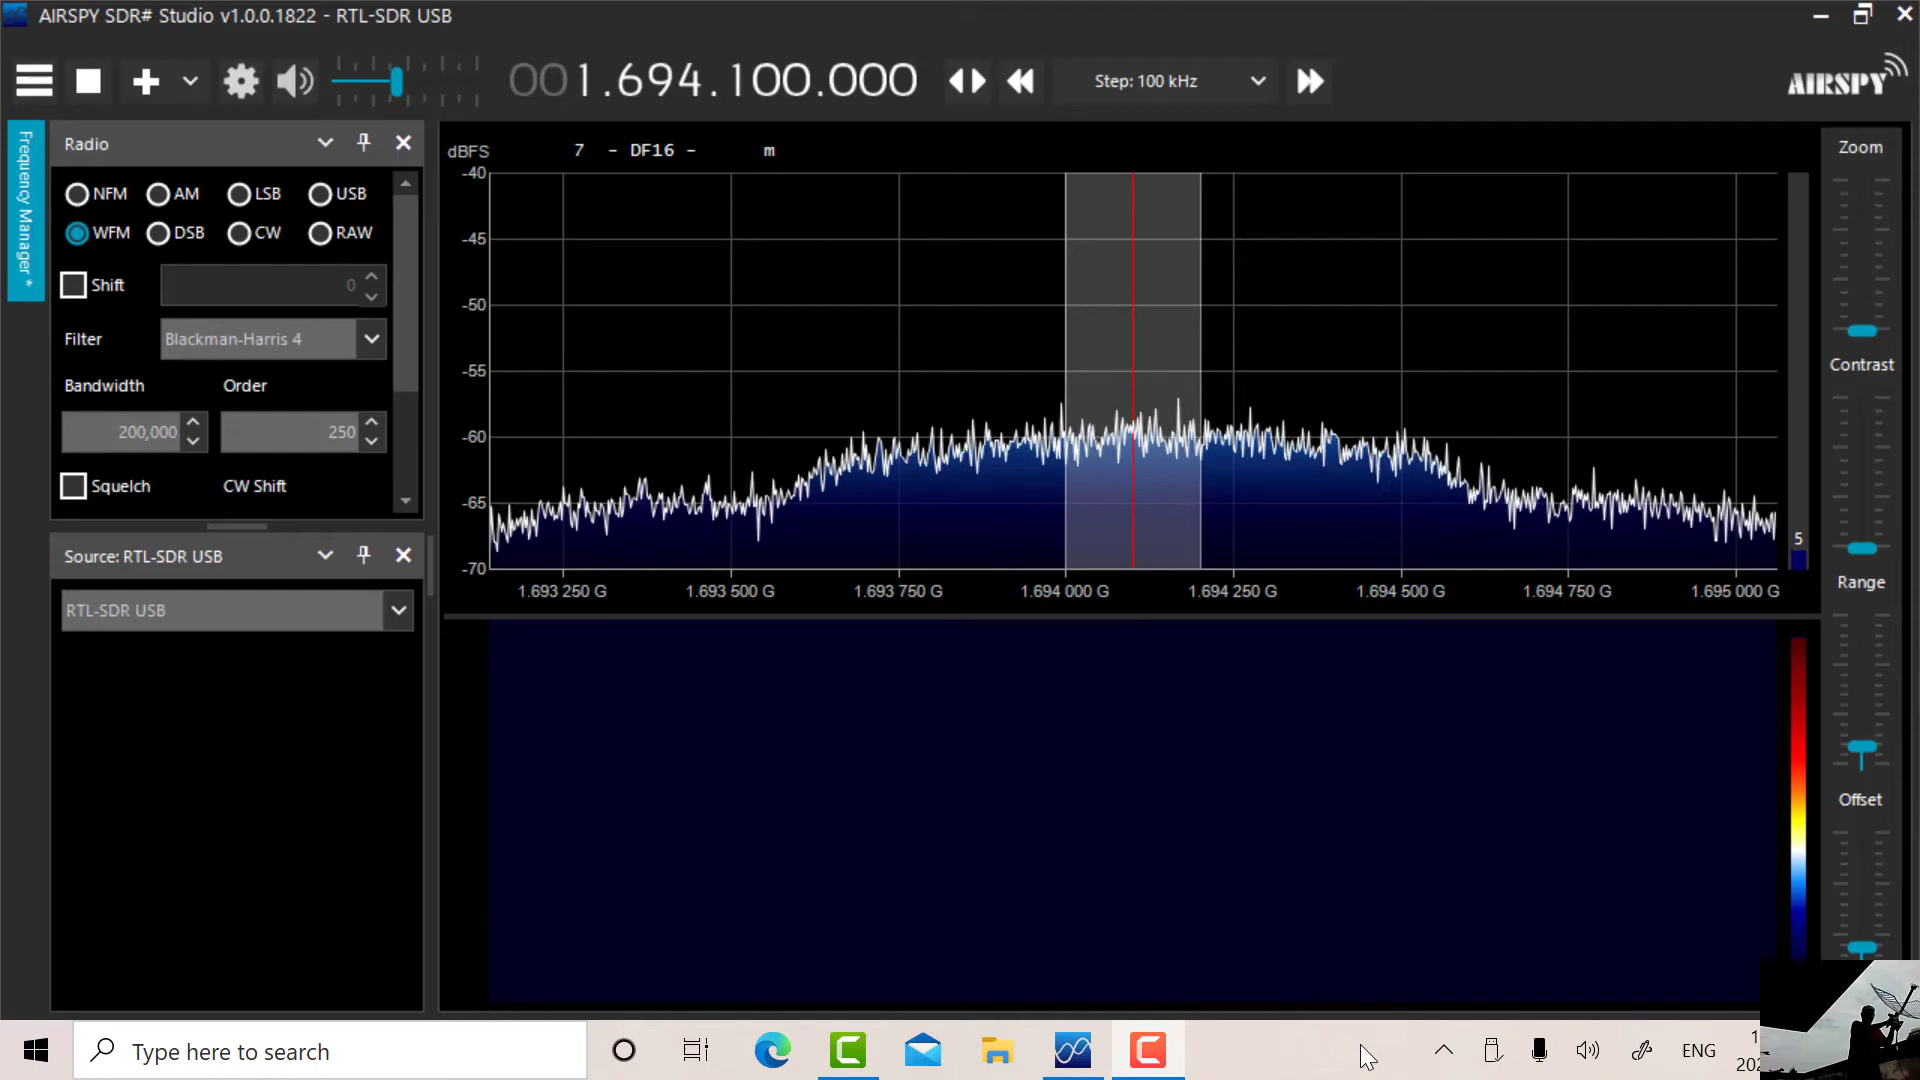 AIRSPY SDR# Studio v1.0.0.1822 - RTL-SDR USB
001.694.100.000
Step: 100 kHz
AIRSPY
Frequency Manager *
Radio
NFM AM LSB USB
WFM DSB CW RAW
Shift 0
Filter Blackman-Harris 4
Bandwidth Order
200,000 250
Squelch CW Shift
Source: RTL-SDR USB
RTL-SDR USB
dBFS 7 - DF16 - m
-40
-45
-50
-55
-60
-65
-70
1.693 250 G 1.693 500 G 1.693 750 G 1.694 000 G 1.694 250 G 1.694 500 G 1.694 750 G 1.695 000 G
5
Zoom
Contrast
Range
Offset
Type here to search
ENG